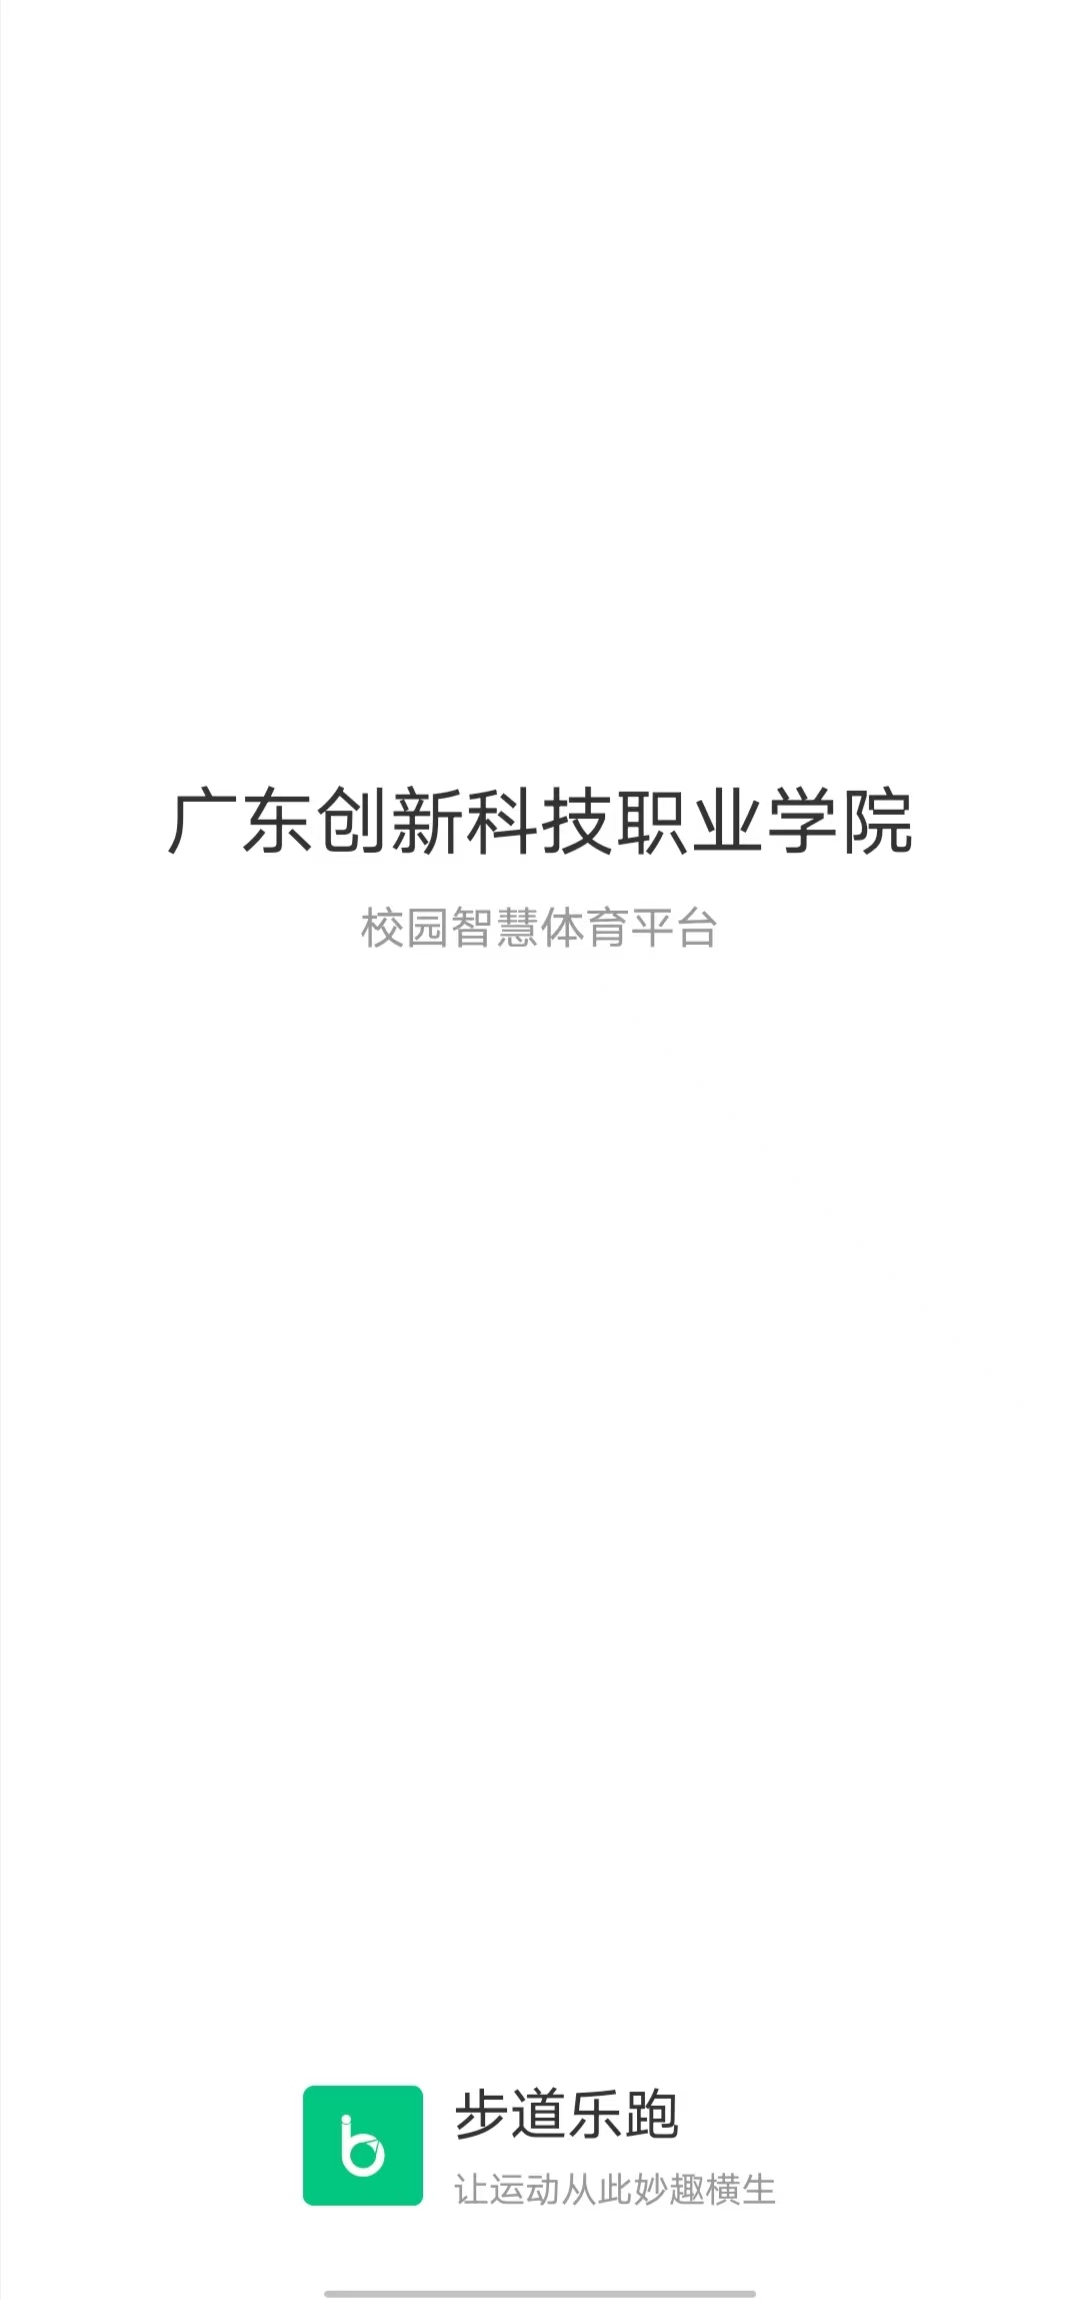 广东创新科技职业学院
校园智慧体育平台
步道乐跑
让运动从此妙趣横生